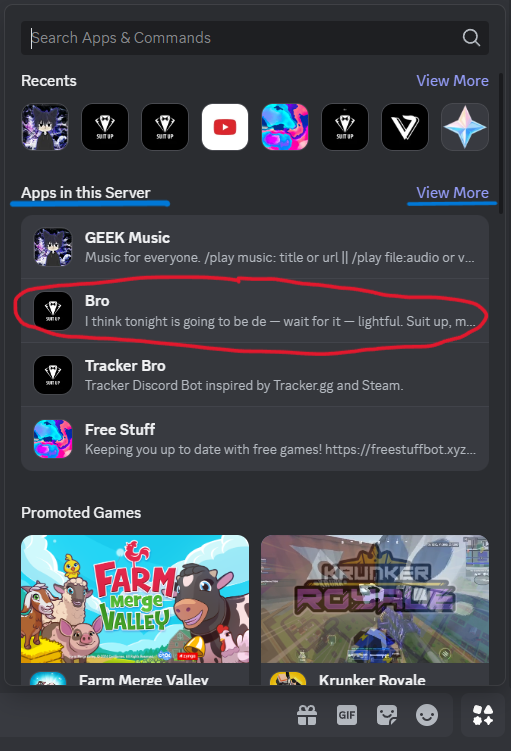 Search Apps & Commands
Recents
View More
SUIT UP
SUIT UP
SUIT UP
Apps in this Server
View More
GEEK Music
Music for everyone. /play music: title or url || /play file:audio or v...
SUIT UP
Bro
I think tonight is going to be de — wait for it — lightful. Suit up, m...
SUIT UP
Tracker Bro
Tracker Discord Bot inspired by Tracker.gg and Steam.
Free Stuff
Keeping you up to date with free games! https://freestuffbot.xyz...
Promoted Games
FARM
Merge
VALLEY
KRUNKER
ROYALE
Farm Merge Valley
Krunker Royale
GIF